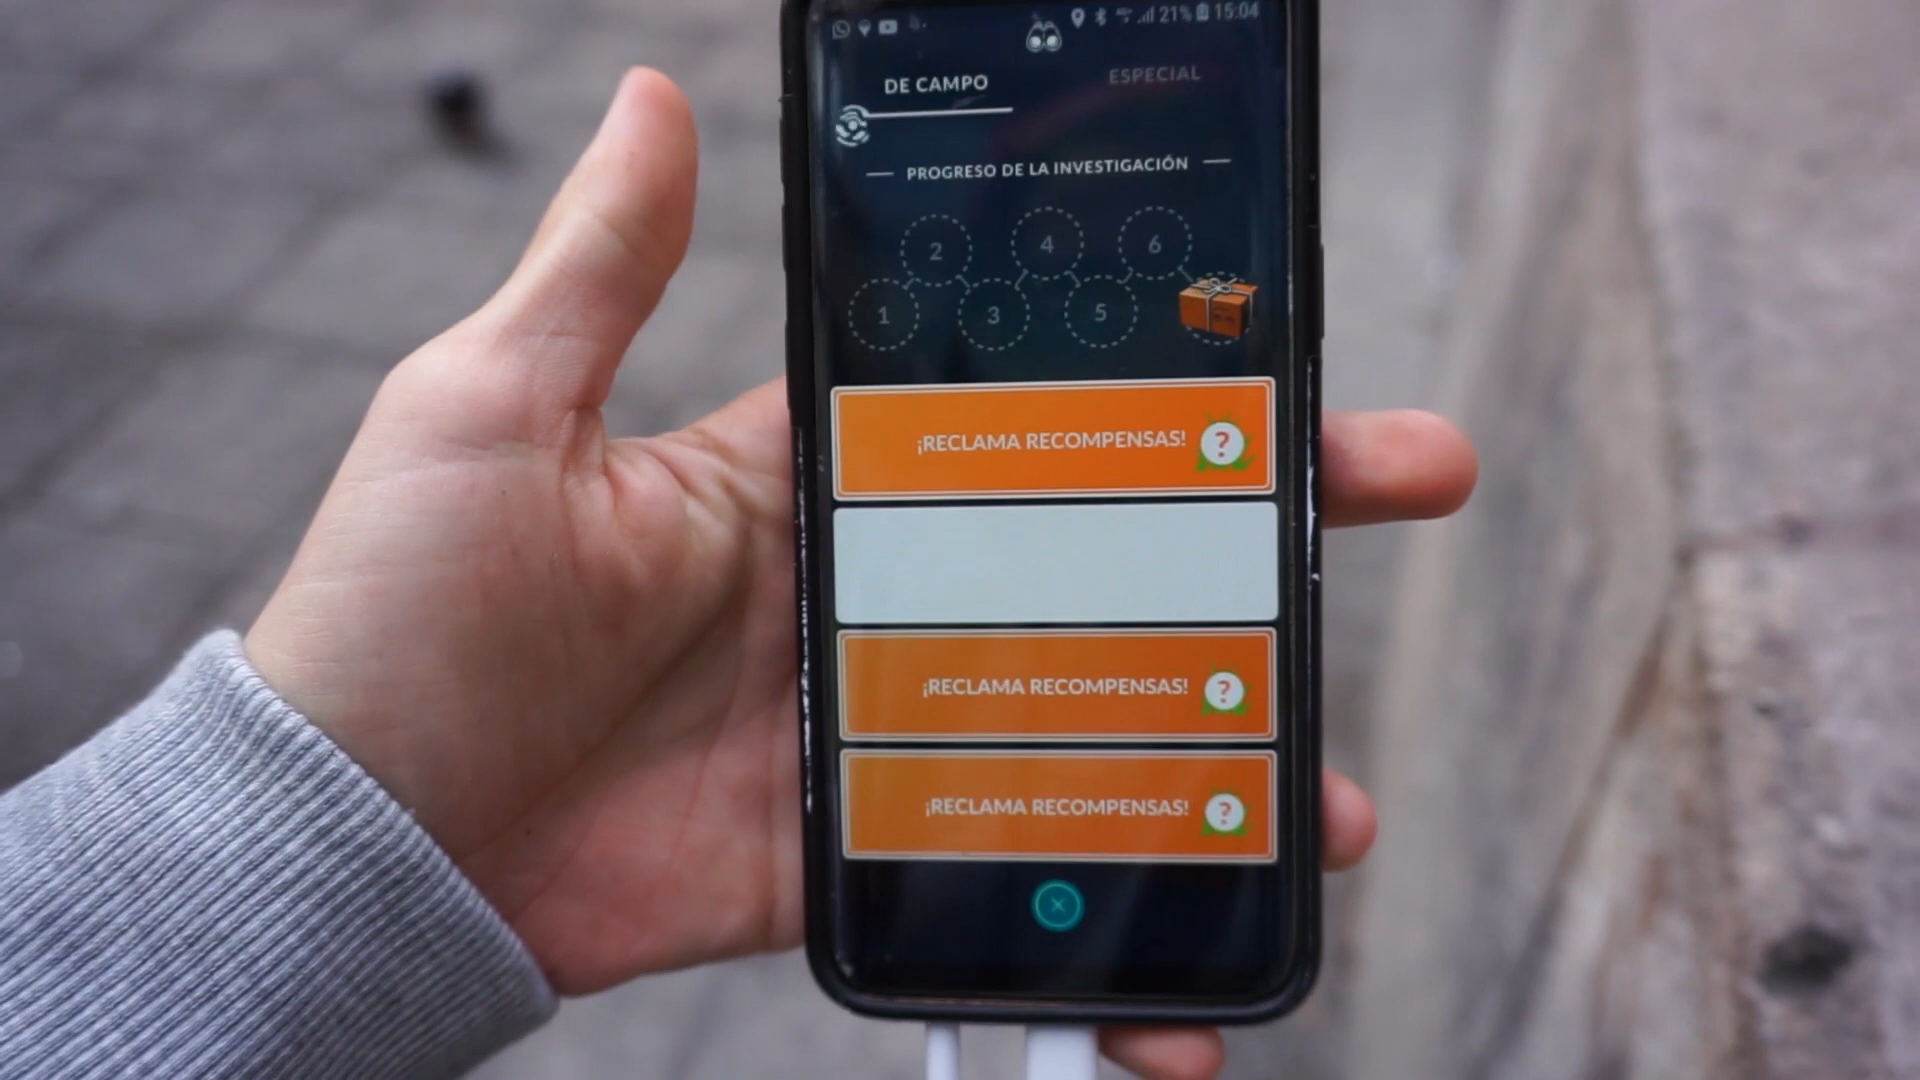 21% 15:04
DE CAMPO
ESPECIAL
PROGRESO DE LA INVESTIGACIÓN
2 4 6
1 3 5
¡RECLAMA RECOMPENSAS! ?
¡RECLAMA RECOMPENSAS! ?
¡RECLAMA RECOMPENSAS! ?